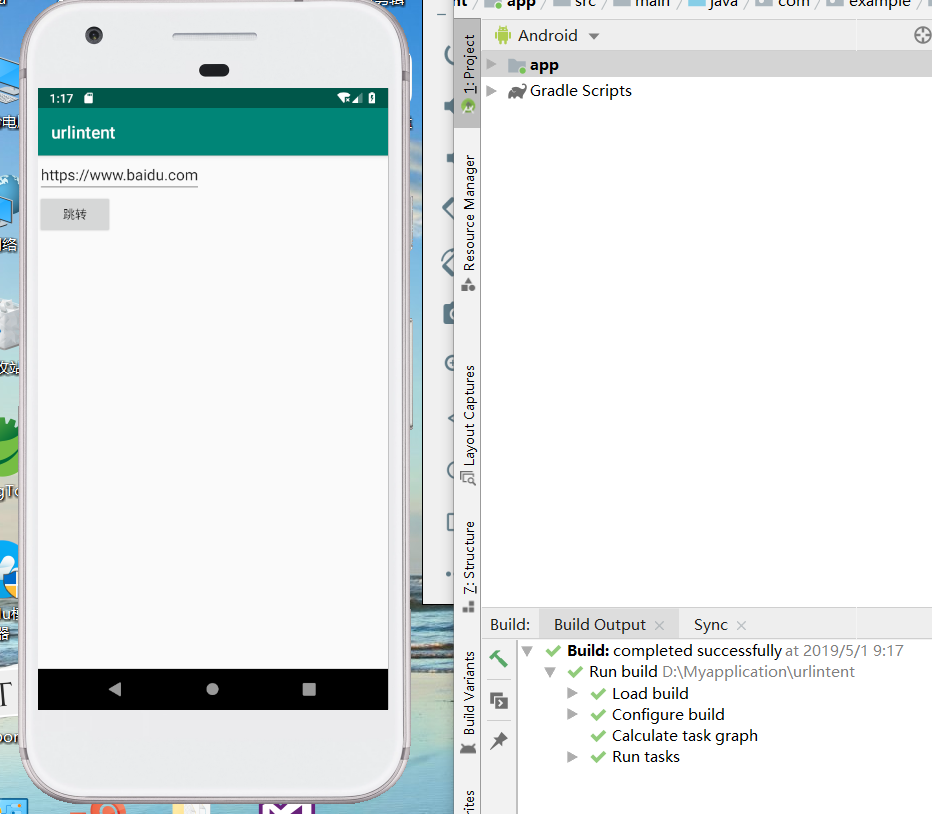 1:17
urlintent
https://www.baidu.com
跳转
app
src
main
java
com
example
Android
app
Gradle Scripts
1: Project
Resource Manager
Layout Captures
7: Structure
Build Variants
Build:
Build Output
Sync
Build: completed successfully at 2019/5/1 9:17
Run build D:\Myapplication\urlintent
Load build
Configure build
Calculate task graph
Run tasks